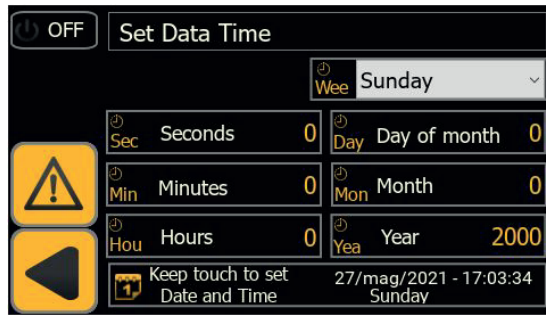 OFF
Set Data Time
Wee Sunday
Sec Seconds 0
Day Day of month 0
Min Minutes 0
Mon Month 0
Hou Hours 0
Yea Year 2000
1
Keep touch to set
Date and Time
27/mag/2021 - 17:03:34
Sunday